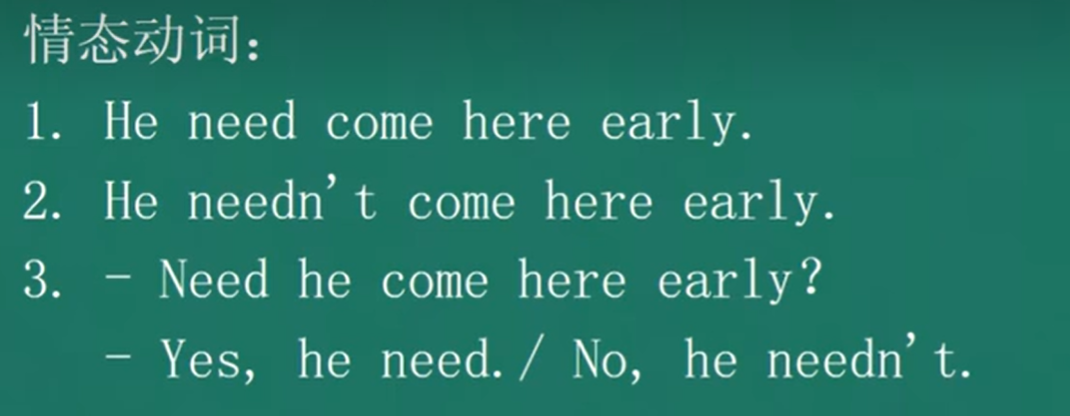 情态动词：
1. He need come here early.
2. He needn't come here early.
3. - Need he come here early?
- Yes, he need./ No, he needn't.